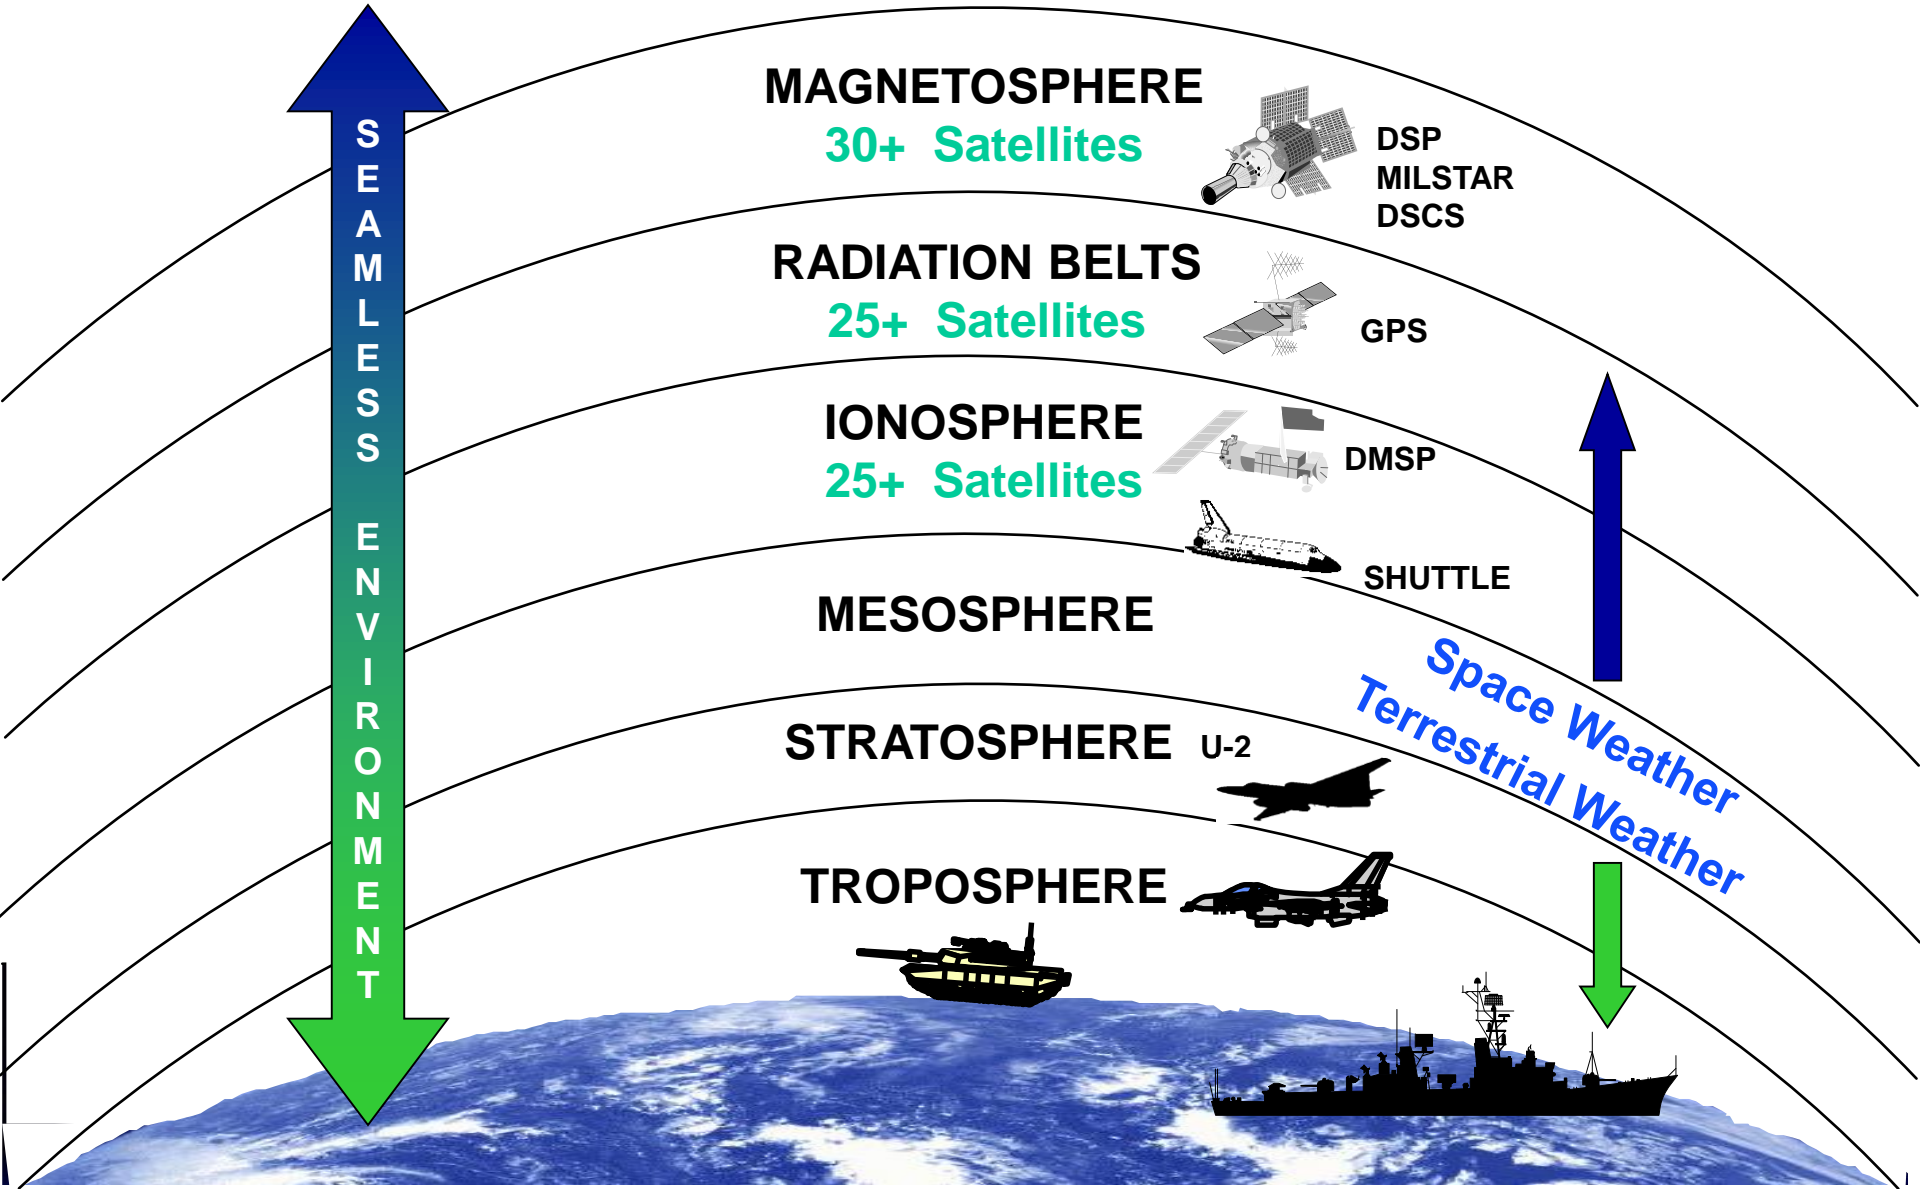 SEAMLESS ENVIRONMENT
MAGNETOSPHERE
30+ Satellites
DSP
MILSTAR
DSCS
RADIATION BELTS
25+ Satellites
GPS
IONOSPHERE
25+ Satellites
DMSP
SHUTTLE
MESOSPHERE
Space Weather
Terrestrial Weather
STRATOSPHERE U-2
TROPOSPHERE